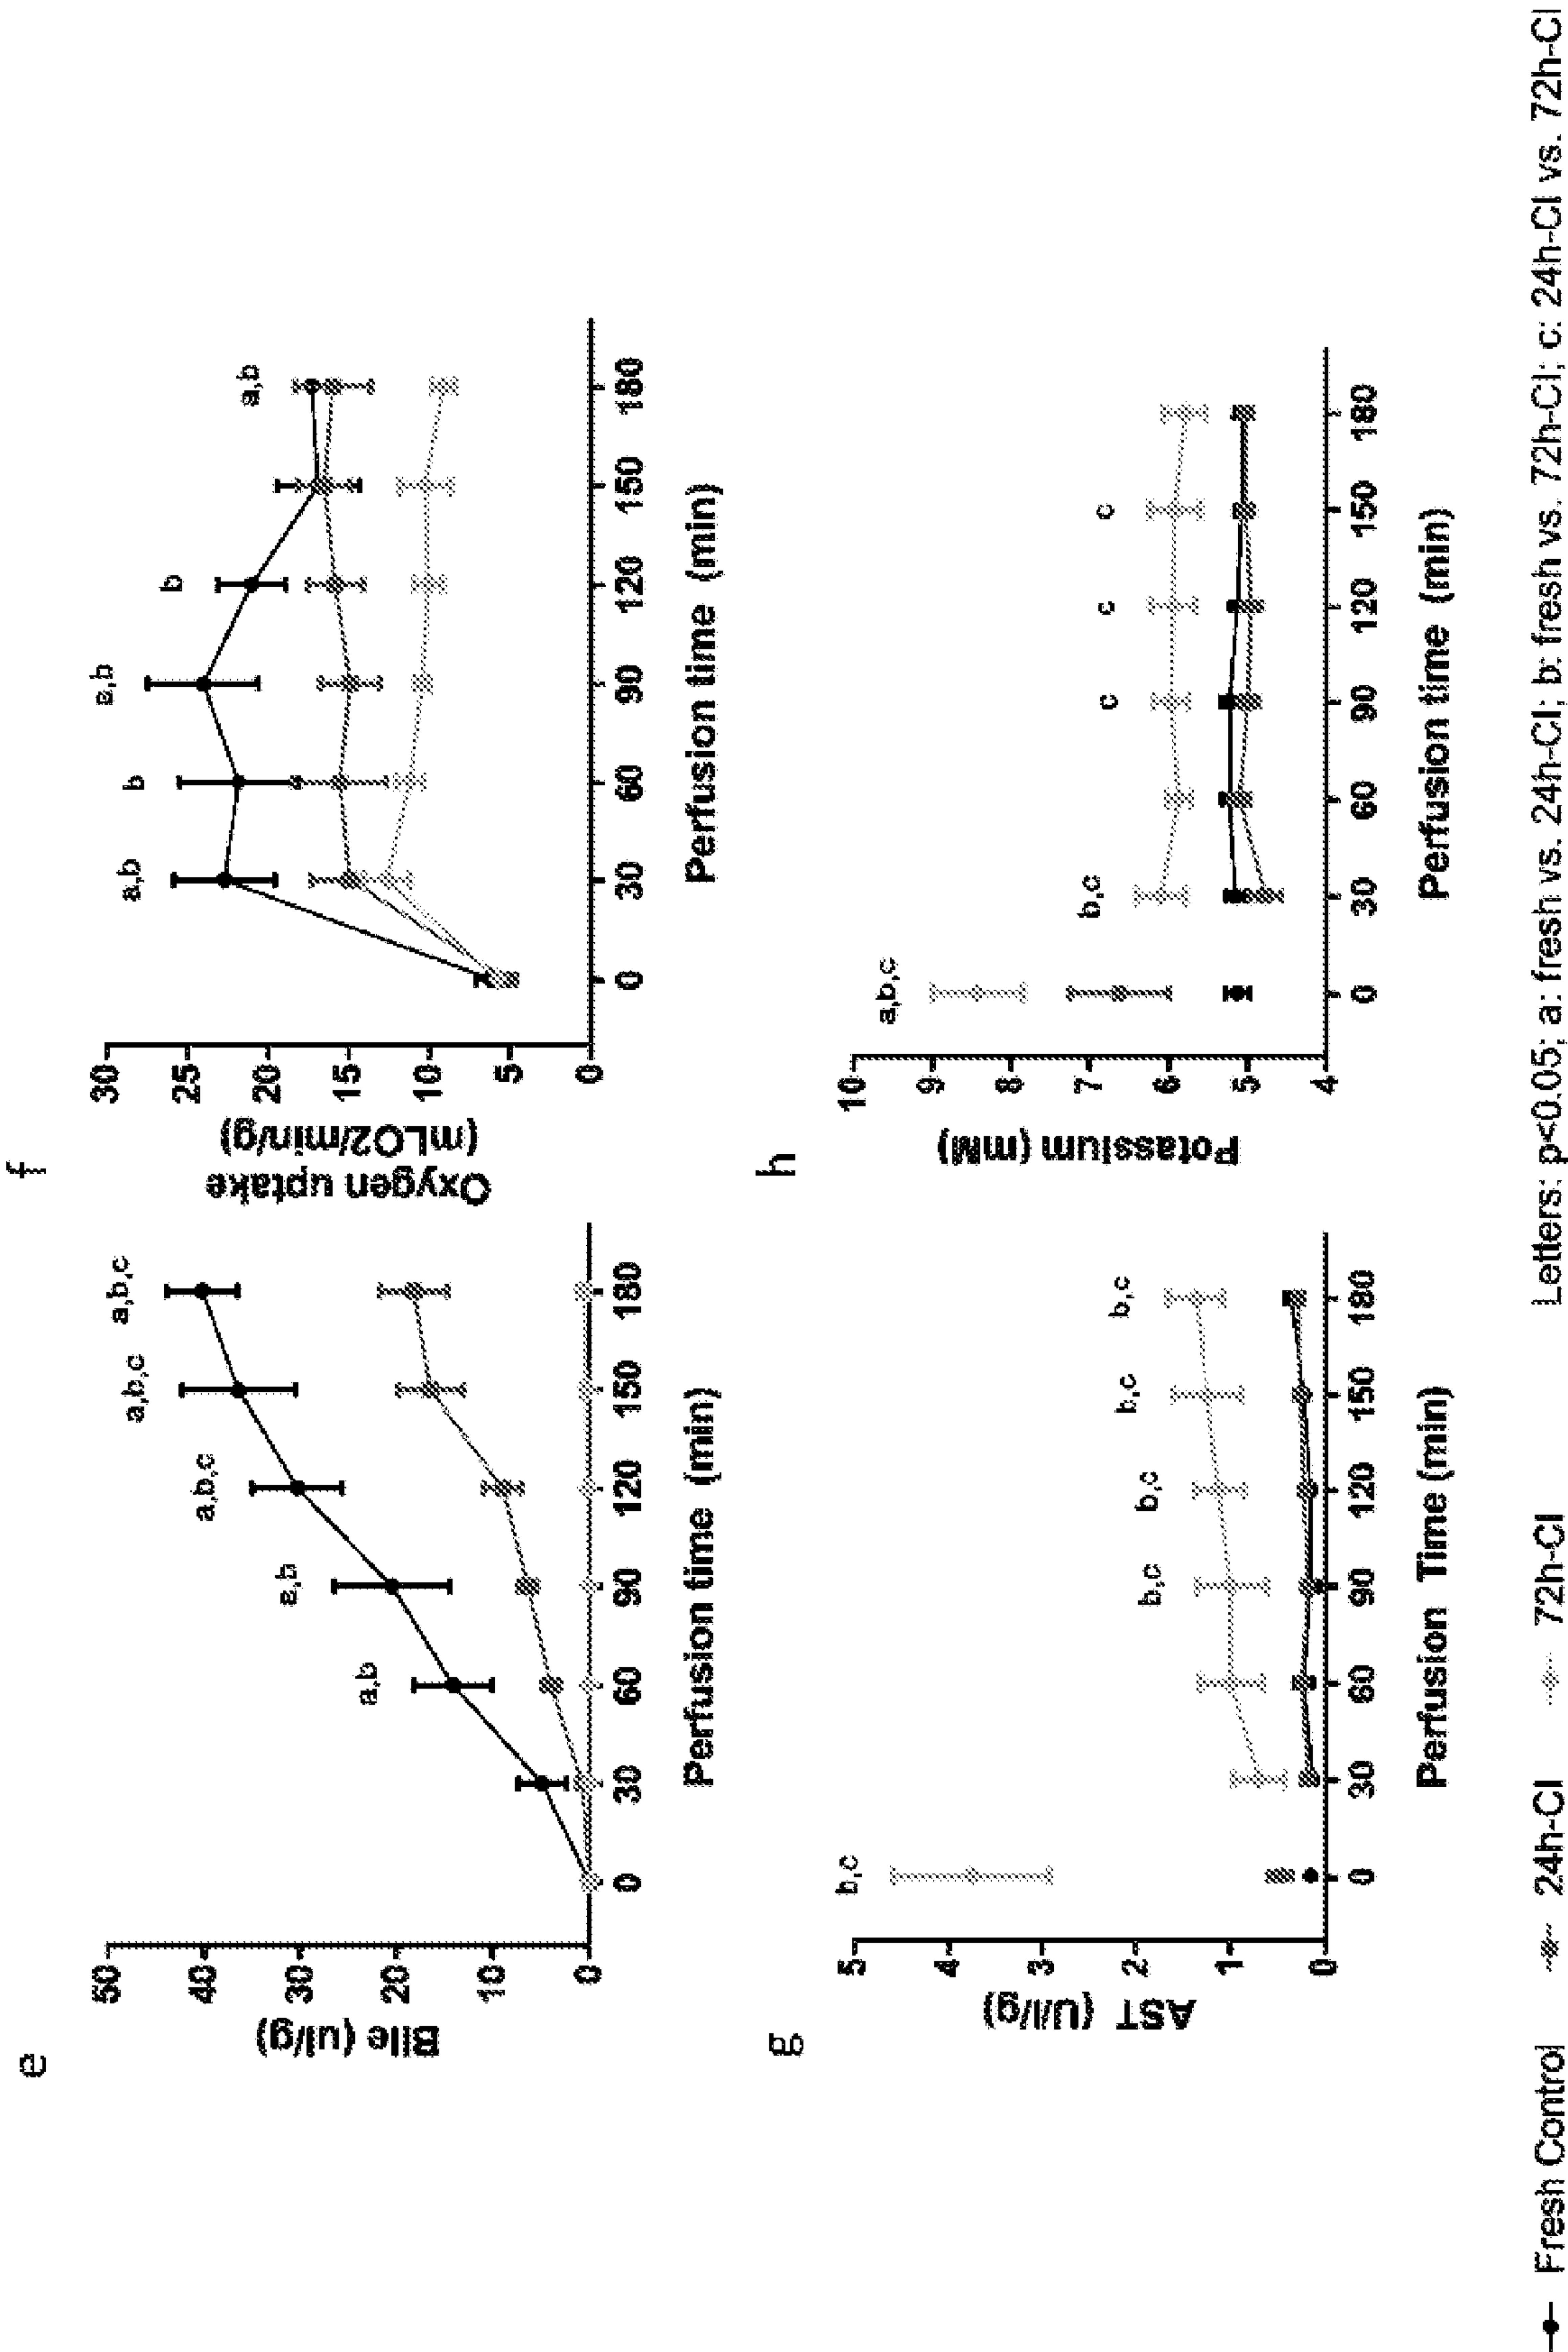 e
Bile (ul/g)
50
40
30
20
10
0
a,b
a,b
a,b,c
a,b,c
a,b,c
0 30 60 90 120 150 180
Perfusion time (min)
f
Oxygen uptake
(mLO2/min/g)
30
25
20
15
10
5
0
a,b
b
a,b
b
a,b
0 30 60 90 120 150 180
Perfusion time (min)
g
AST (U/l/g)
5
4
3
2
1
0
b,c
b,c
b,c
b,c
b,c
0 30 60 90 120 150 180
Perfusion Time (min)
h
Potassium (mM)
10
9
8
7
6
5
4
a,b,c
b,c
c
c
c
0 30 60 90 120 150 180
Perfusion time (min)
Fresh Control 24h-CI 72h-CI Letters: p<0.05; a: fresh vs. 24h-CI; b: fresh vs. 72h-CI; c: 24h-CI vs. 72h-CI